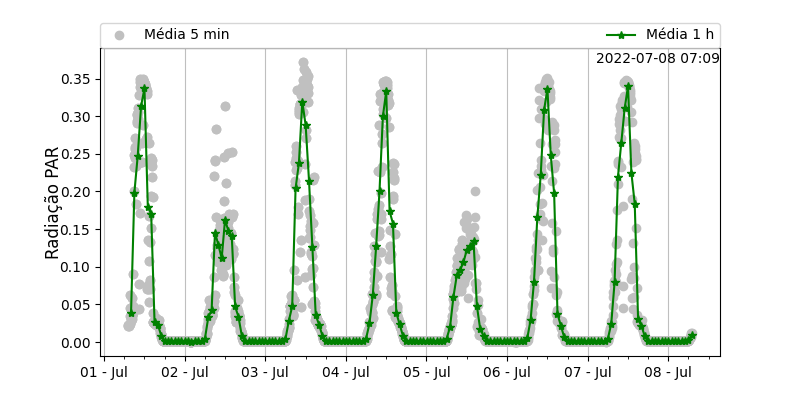 Média 5 min
Média 1 h
2022-07-08 07:09
Radiação PAR
0.35
0.30
0.25
0.20
0.15
0.10
0.05
0.00
01 - Jul
02 - Jul
03 - Jul
04 - Jul
05 - Jul
06 - Jul
07 - Jul
08 - Jul